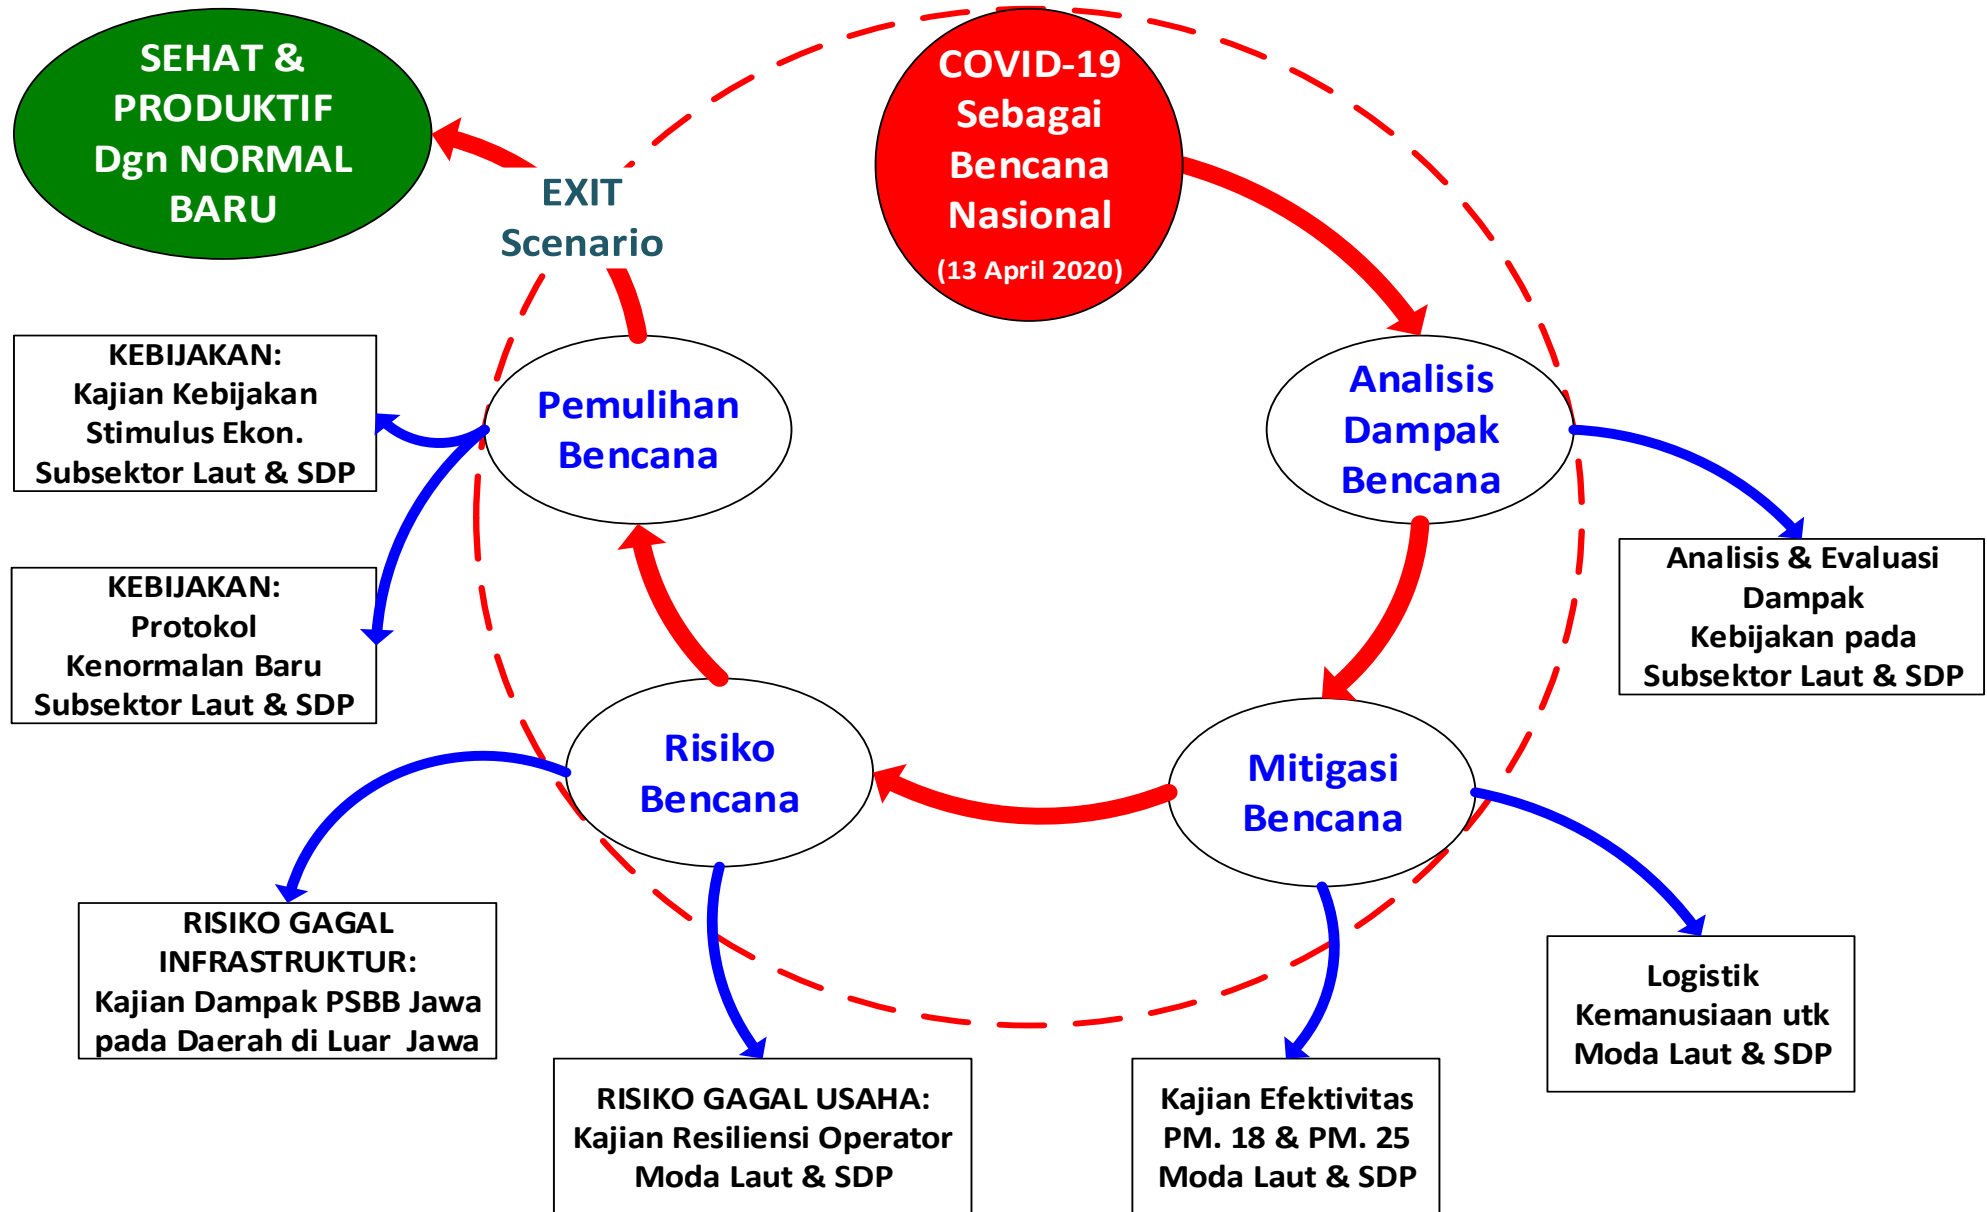 SEHAT &
PRODUKTIF
Dgn NORMAL
BARU
EXIT
Scenario
COVID-19
Sebagai
Bencana
Nasional
(13 April 2020)
KEBIJAKAN:
Kajian Kebijakan
Stimulus Ekon.
Subsektor Laut & SDP
Pemulihan
Bencana
Analisis
Dampak
Bencana
KEBIJAKAN:
Protokol
Kenormalan Baru
Subsektor Laut & SDP
Analisis & Evaluasi
Dampak
Kebijakan pada
Subsektor Laut & SDP
Risiko
Bencana
Mitigasi
Bencana
RISIKO GAGAL
INFRASTRUKTUR:
Kajian Dampak PSBB Jawa
pada Daerah di Luar Jawa
RISIKO GAGAL USAHA:
Kajian Resiliensi Operator
Moda Laut & SDP
Kajian Efektivitas
PM. 18 & PM. 25
Moda Laut & SDP
Logistik
Kemanusiaan utk
Moda Laut & SDP